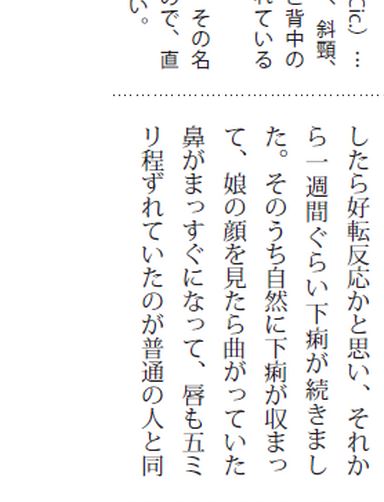 Cic.）…
、斜頸、
と背中の
れている
その名
ので、直
い。
したら好転反応かと思い、それか
ら一週間ぐらい下痢が続きまし
た。そのうち自然に下痢が収まっ
て、娘の顔を見たら曲がっていた
鼻がまっすぐになって、唇も五ミ
リ程ずれていたのが普通の人と同